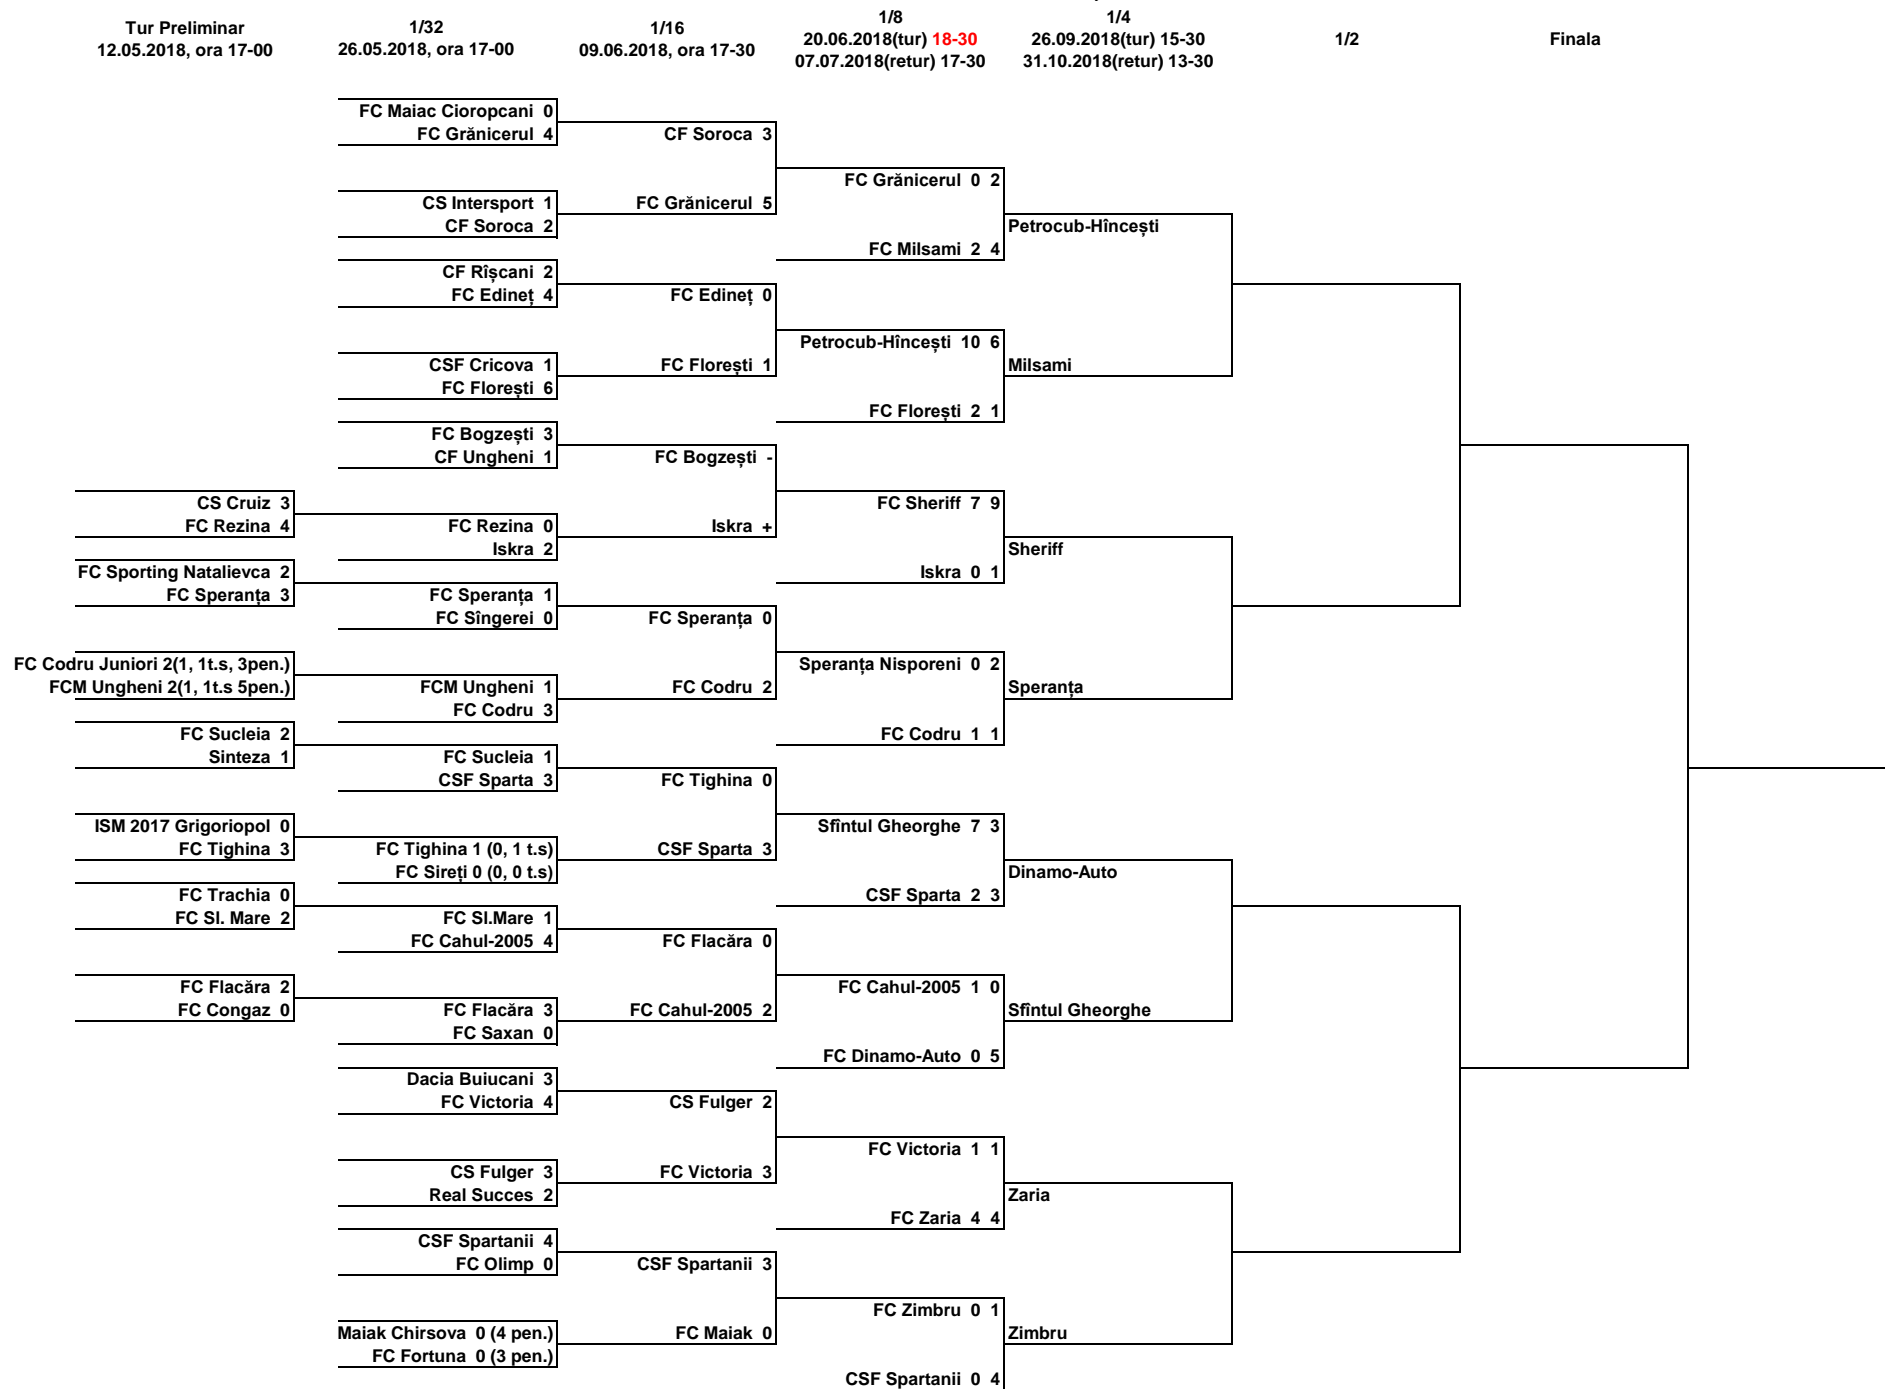 Tur Preliminar
12.05.2018, ora 17-00
1/32
26.05.2018, ora 17-00
1/16
09.06.2018, ora 17-30
1/8
20.06.2018(tur) 18-30
07.07.2018(retur) 17-30
1/4
26.09.2018(tur) 15-30
31.10.2018(retur) 13-30
1/2
Finala
CS Cruiz 3
FC Rezina 4
FC Sporting Natalievca 2
FC Speranța 3
FC Codru Juniori 2(1, 1t.s, 3pen.)
FCM Ungheni 2(1, 1t.s 5pen.)
FC Sucleia 2
Sinteza 1
ISM 2017 Grigoriopol 0
FC Tighina 3
FC Trachia 0
FC Sl. Mare 2
FC Flacăra 2
FC Congaz 0
FC Maiac Cioropcani 0
FC Grănicerul 4
CS Intersport 1
CF Soroca 2
CF Rîșcani 2
FC Edineț 4
CSF Cricova 1
FC Florești 6
FC Bogzești 3
CF Ungheni 1
FC Rezina 0
Iskra 2
FC Speranța 1
FC Sîngerei 0
FCM Ungheni 1
FC Codru 3
FC Sucleia 1
CSF Sparta 3
FC Tighina 1 (0, 1 t.s)
FC Sireți 0 (0, 0 t.s)
FC Sl.Mare 1
FC Cahul-2005 4
FC Flacăra 3
FC Saxan 0
Dacia Buiucani 3
FC Victoria 4
CS Fulger 3
Real Succes 2
CSF Spartanii 4
FC Olimp 0
Maiak Chirsova 0 (4 pen.)
FC Fortuna 0 (3 pen.)
CF Soroca 3
FC Grănicerul 5
FC Edineț 0
FC Florești 1
FC Bogzești -
Iskra +
FC Speranța 0
FC Codru 2
FC Tighina 0
CSF Sparta 3
FC Flacăra 0
FC Cahul-2005 2
CS Fulger 2
FC Victoria 3
CSF Spartanii 3
FC Maiak 0
FC Grănicerul 0 2
FC Milsami 2 4
Petrocub-Hîncești 10 6
FC Florești 2 1
FC Sheriff 7 9
Iskra 0 1
Speranța Nisporeni 0 2
FC Codru 1 1
Sfîntul Gheorghe 7 3
CSF Sparta 2 3
FC Cahul-2005 1 0
FC Dinamo-Auto 0 5
FC Victoria 1 1
FC Zaria 4 4
FC Zimbru 0 1
CSF Spartanii 0 4
Petrocub-Hîncești
Milsami
Sheriff
Speranța
Dinamo-Auto
Sfîntul Gheorghe
Zaria
Zimbru